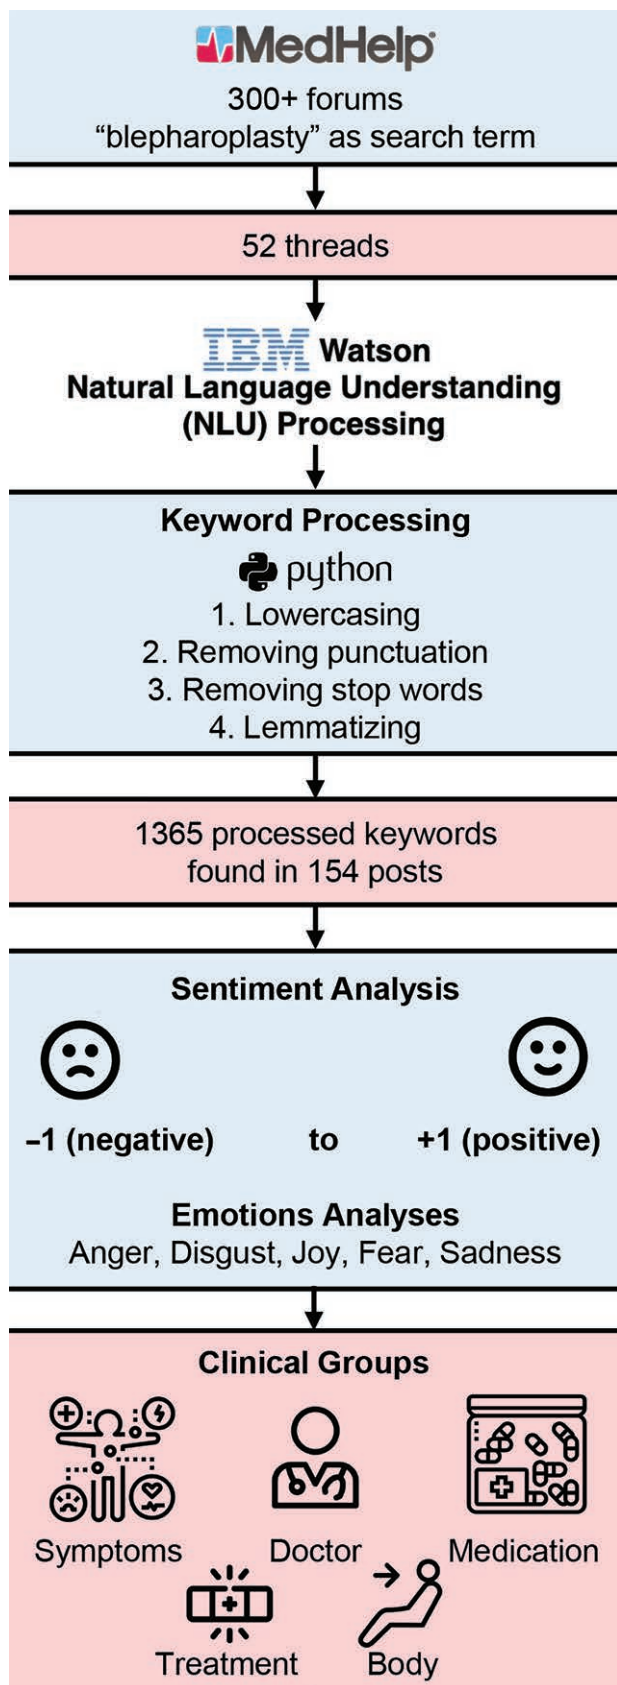 MedHelp
300+ forums
“blepharoplasty” as search term
52 threads
IBM Watson
Natural Language Understanding
(NLU) Processing
Keyword Processing
python
1. Lowercasing
2. Removing punctuation
3. Removing stop words
4. Lemmatizing
1365 processed keywords
found in 154 posts
Sentiment Analysis
–1 (negative) to +1 (positive)
Emotions Analyses
Anger, Disgust, Joy, Fear, Sadness
Clinical Groups
Symptoms Doctor Medication
Treatment Body